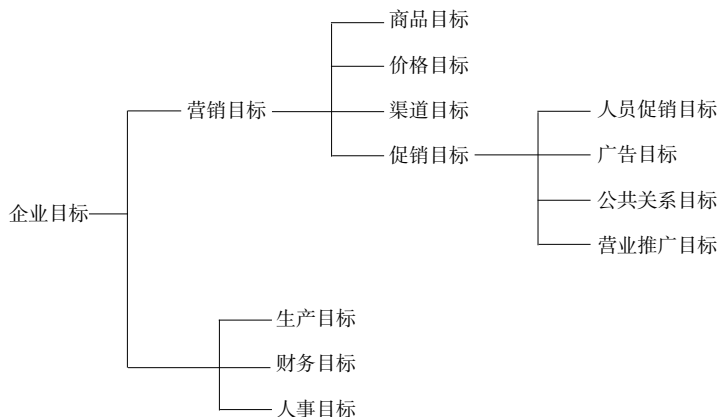 商品目标
价格目标
营销目标
渠道目标
人员促销目标
促销目标
广告目标
公共关系目标
企业目标
营业推广目标
生产目标
财务目标
人事目标